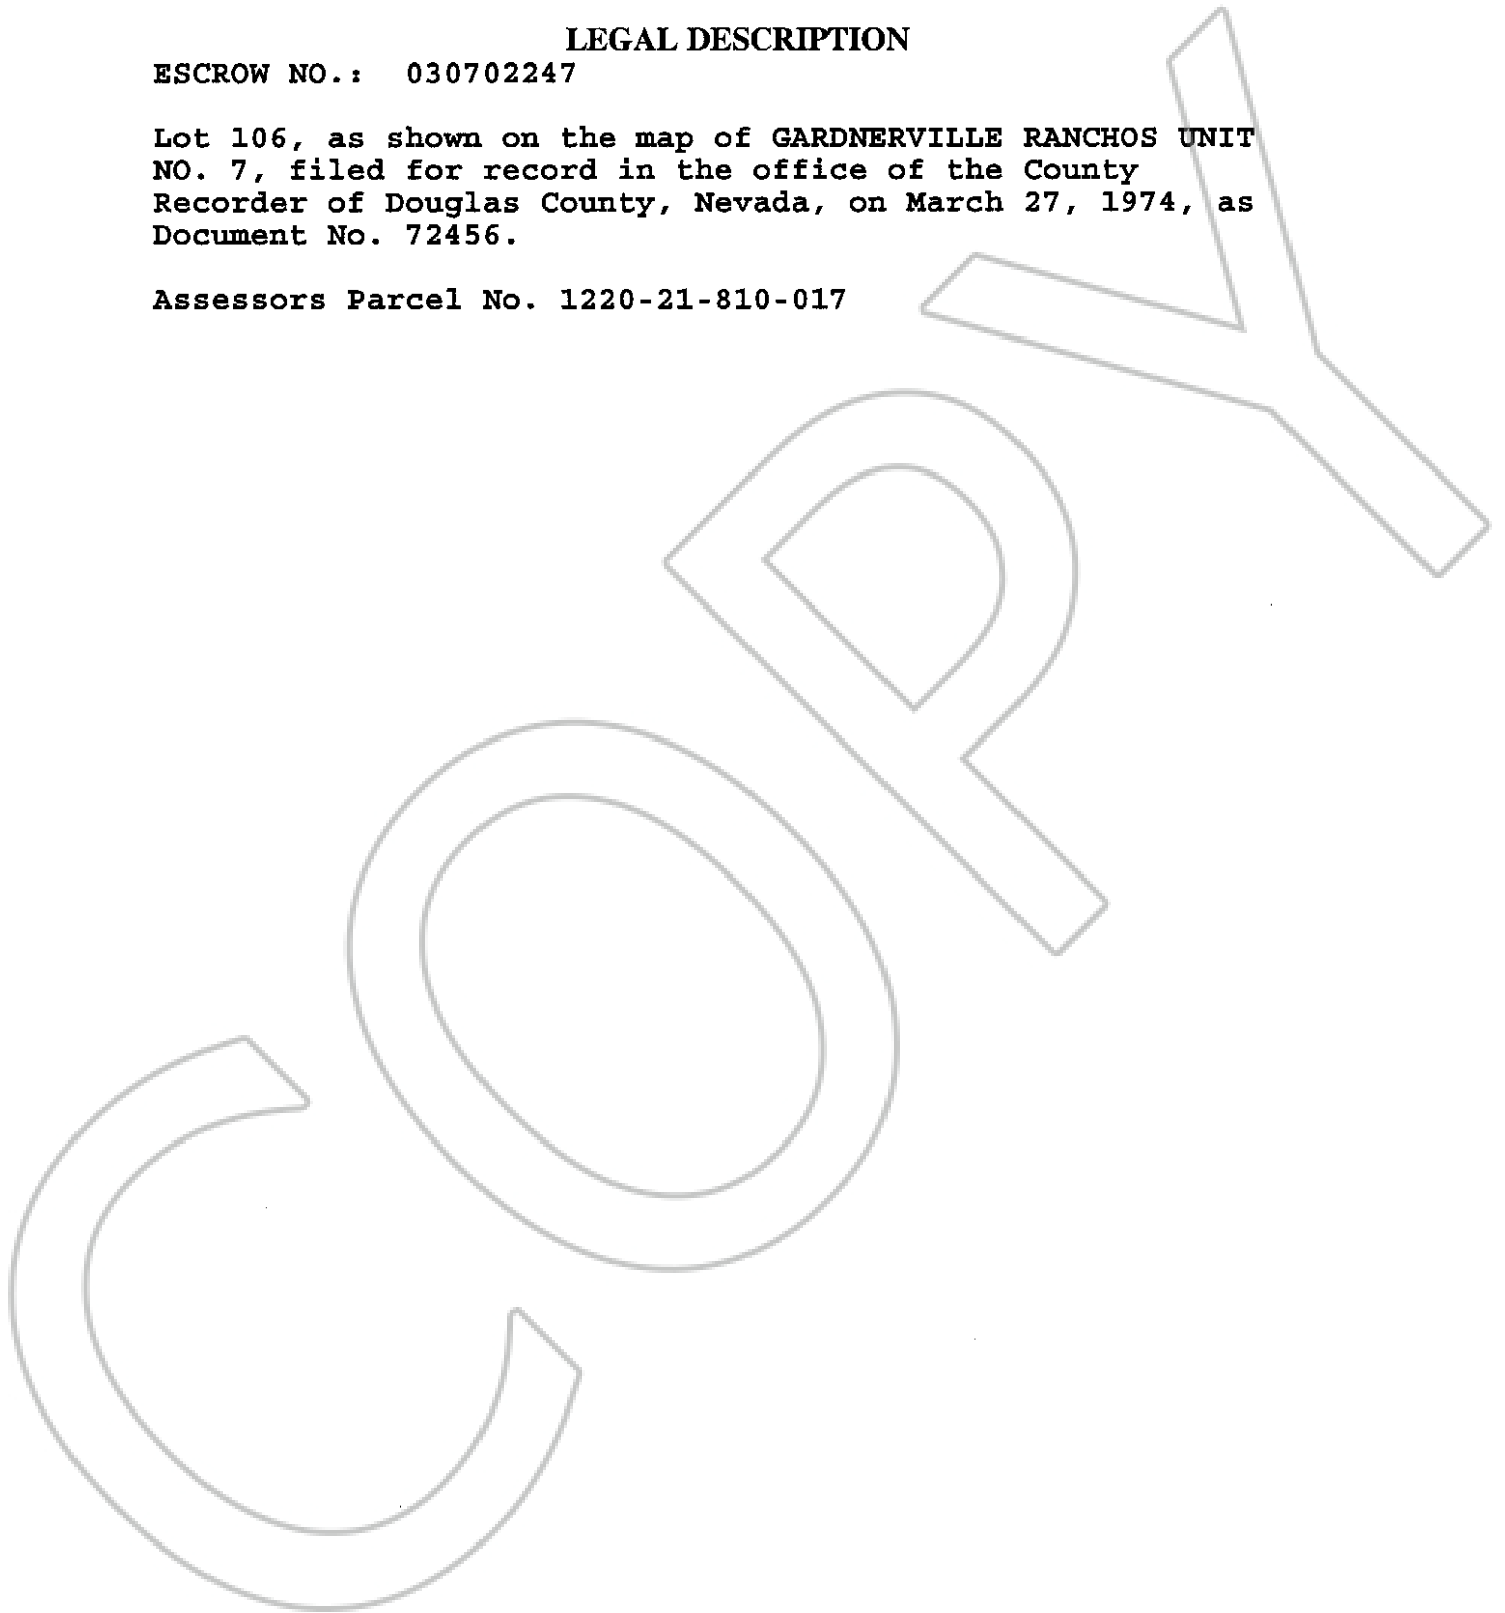 LEGAL DESCRIPTION
ESCROW NO.: 030702247
Lot 106, as shown on the map of GARDNERVILLE RANCHOS UNIT
NO. 7, filed for record in the office of the County
Recorder of Douglas County, Nevada, on March 27, 1974, as
Document No. 72456.
Assessors Parcel No. 1220-21-810-017
COPY